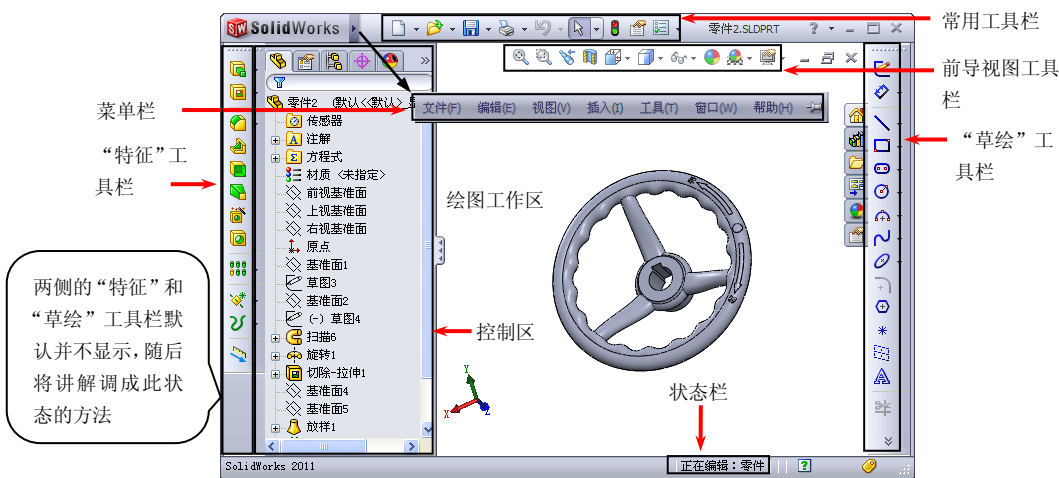 SolidWorks
零件2.SLDPRT
常用工具栏
前导视图工具
栏
菜单栏
文件(F) 编辑(E) 视图(V) 插入(I) 工具(T) 窗口(W) 帮助(H)
“特征”工
具栏
“草绘”工
具栏
零件2 (默认<<默认>_显
传感器
注解
方程式
材质 <未指定>
前视基准面
上视基准面
右视基准面
原点
基准面1
草图3
基准面2
(-) 草图4
扫描6
旋转1
切除-拉伸1
基准面4
基准面5
放样1
绘图工作区
控制区
两侧的“特征”和
“草绘”工具栏默
认并不显示，随后
将讲解调成此状
态的方法
Y
X
Z
状态栏
SolidWorks 2011
正在编辑：零件